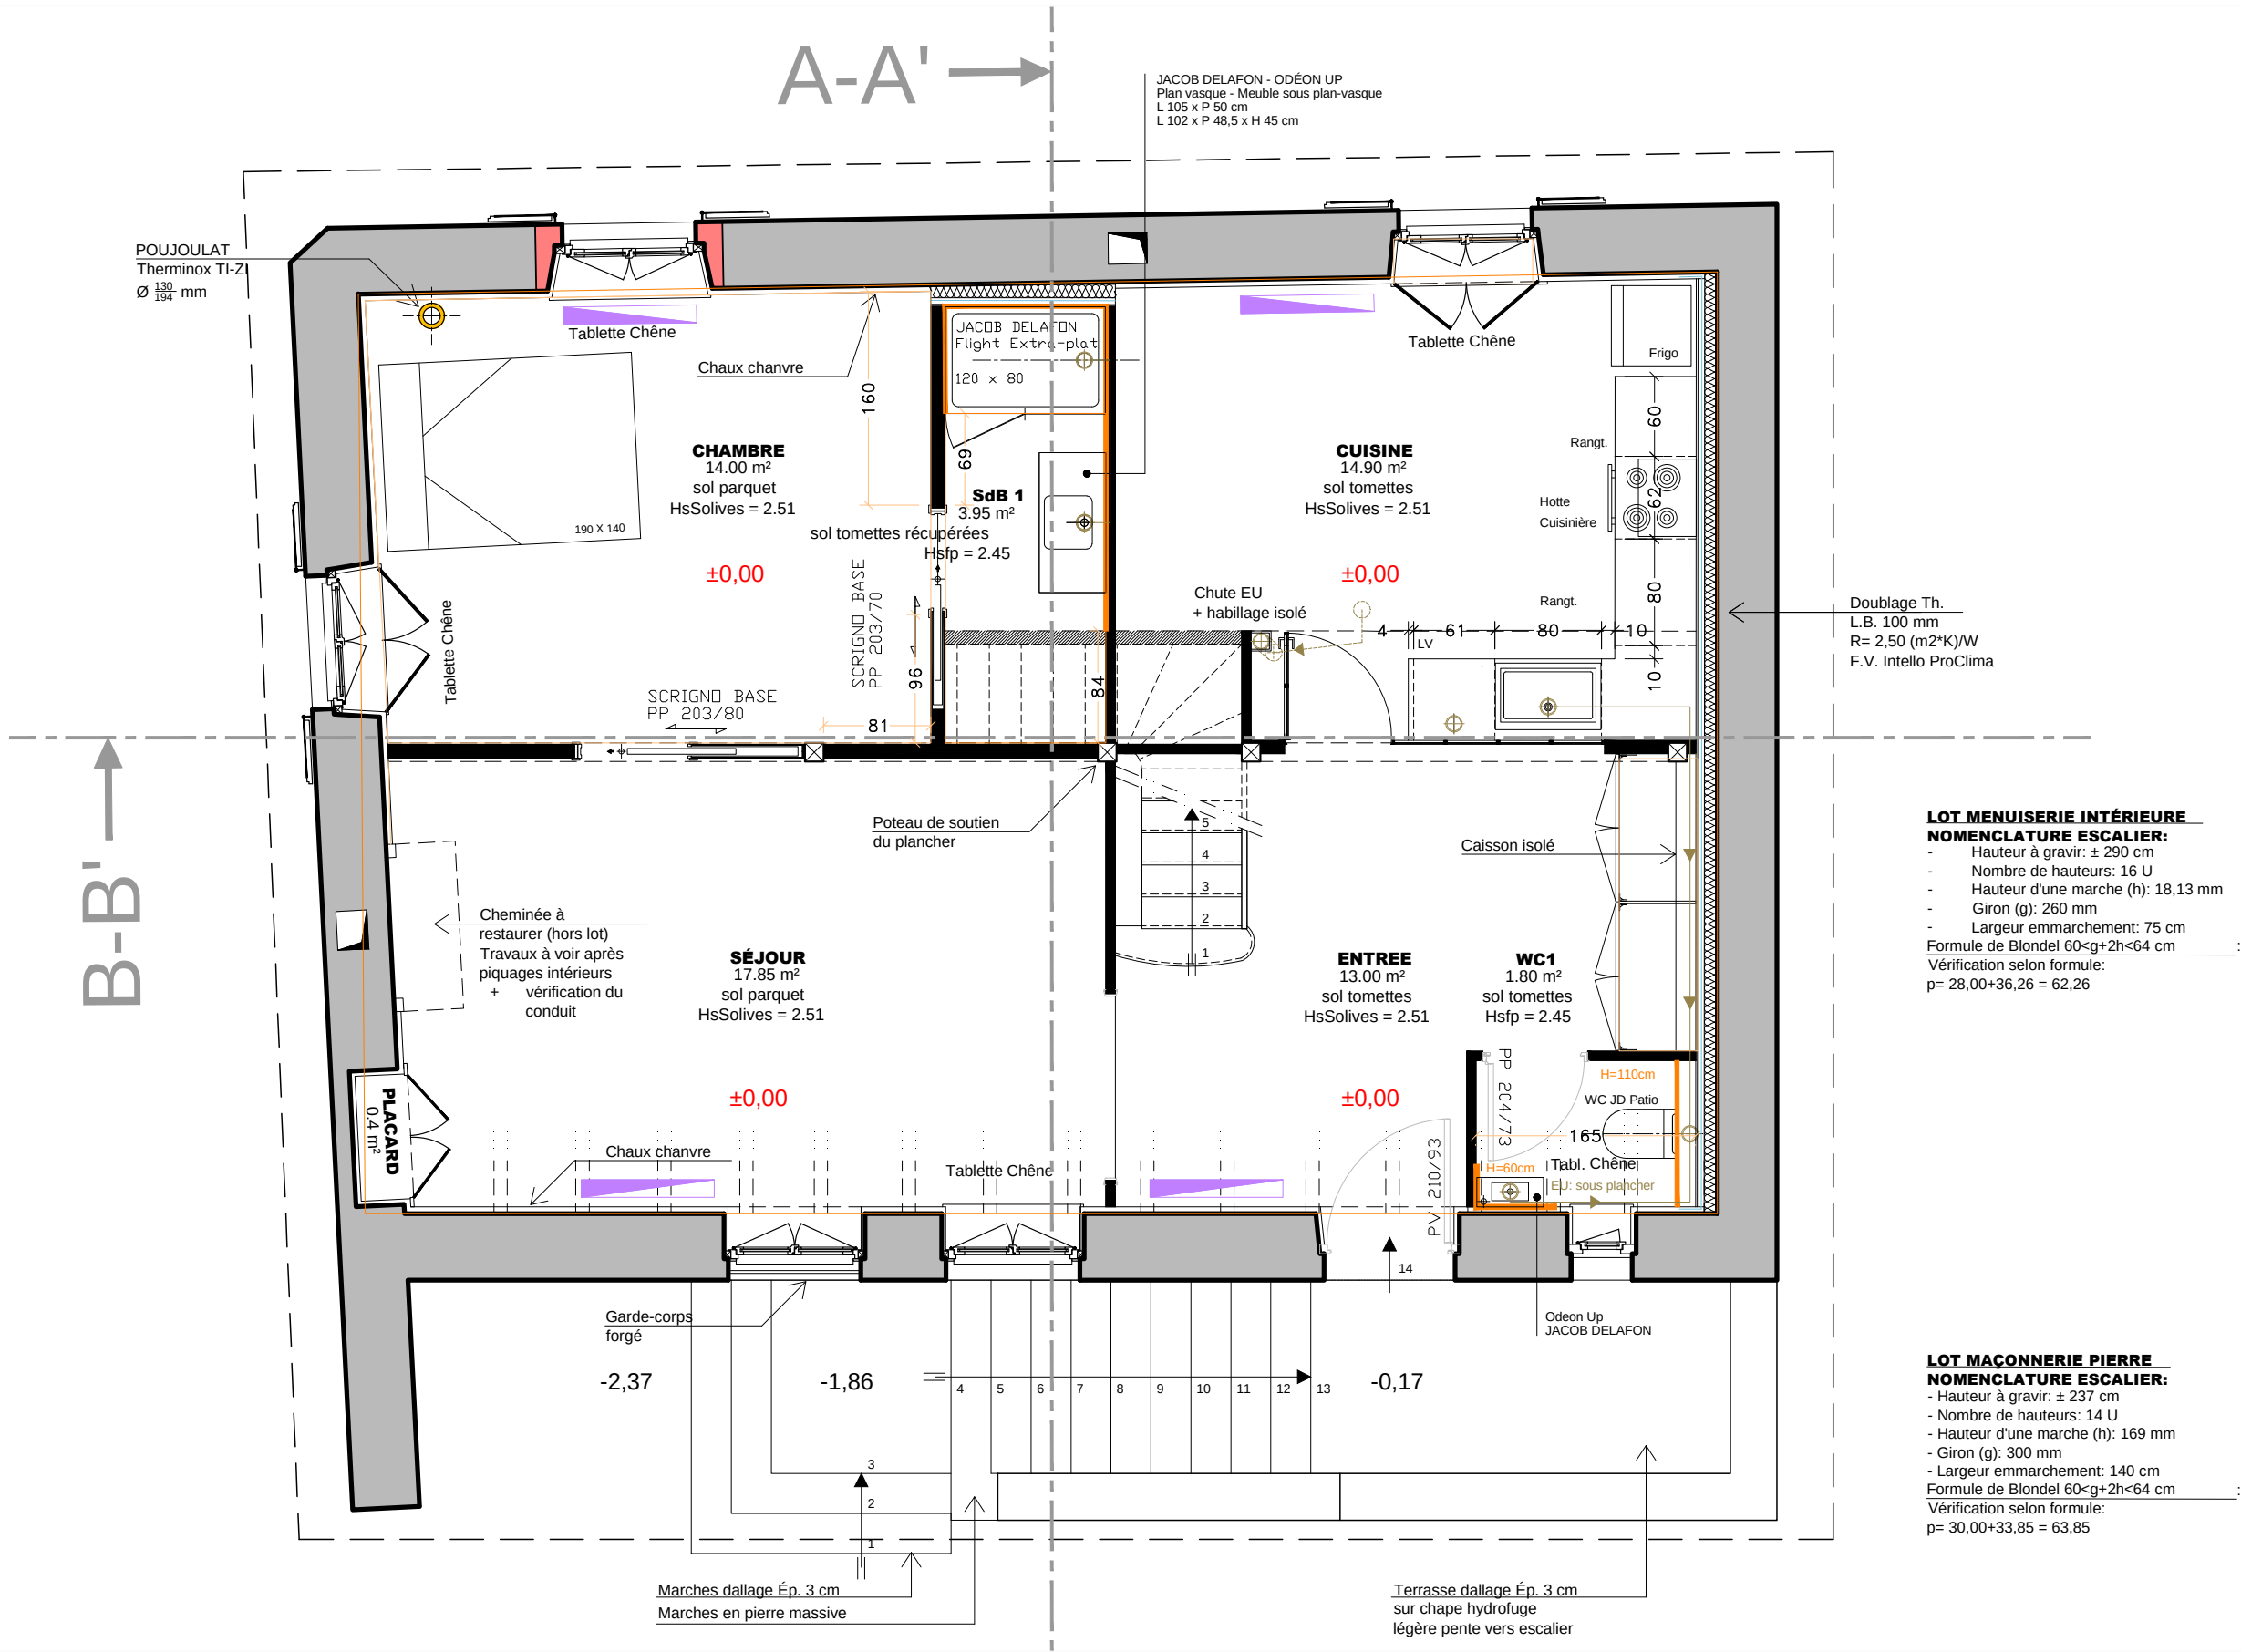 A-A'
JACOB DELAFON - ODÉON UP
Plan vasque - Meuble sous plan-vasque
L 105 x P 50 cm
L 102 x P 48,5 x H 45 cm
POUJOULAT
Therminox TI-ZI
Ø 130/194 mm
Tablette Chêne
Chaux chanvre
160
JACOB DELAFON
Flight Extra-plat
120 x 80
69
Tablette Chêne
Frigo
60
Rangt.
62
Hotte
Cuisinière
80
Rangt.
CHAMBRE
14.00 m²
sol parquet
HsSolives = 2.51
±0,00
190 X 140
SdB 1
3.95 m²
sol tomettes récupérées
Hsfp = 2.45
CUISINE
14.90 m²
sol tomettes
HsSolives = 2.51
±0,00
Chute EU
+ habillage isolé
4
61
80
10
LV
10
Tablette Chêne
SCRIGNO BASE
PP 203/70
96
84
SCRIGNO BASE
PP 203/80
81
Doublage Th.
L.B. 100 mm
R= 2,50 (m2*K)/W
F.V. Intello ProClima
B-B'
Poteau de soutien
du plancher
5
4
3
2
1
Caisson isolé
Cheminée à
restaurer (hors lot)
Travaux à voir après
piquages intérieurs
+ vérification du
conduit
SÉJOUR
17.85 m²
sol parquet
HsSolives = 2.51
±0,00
ENTREE
13.00 m²
sol tomettes
HsSolives = 2.51
±0,00
WC1
1.80 m²
sol tomettes
Hsfp = 2.45
PLACARD
0.4 m²
Chaux chanvre
Tablette Chêne
PV 210/93
PP 204/73
H=110cm
WC JD Patio
165
H=60cm
Tabl. Chêne
EU: sous plancher
14
Odeon Up
JACOB DELAFON
Garde-corps
forgé
-2,37
-1,86
4
5
6
7
8
9
10
11
12
13
-0,17
3
2
1
Marches dallage Ép. 3 cm
Marches en pierre massive
Terrasse dallage Ép. 3 cm
sur chape hydrofuge
légère pente vers escalier
LOT MENUISERIE INTÉRIEURE
NOMENCLATURE ESCALIER:
- Hauteur à gravir: ± 290 cm
- Nombre de hauteurs: 16 U
- Hauteur d'une marche (h): 18,13 mm
- Giron (g): 260 mm
- Largeur emmarchement: 75 cm
Formule de Blondel 60<g+2h<64 cm :
Vérification selon formule:
p= 28,00+36,26 = 62,26
LOT MAÇONNERIE PIERRE
NOMENCLATURE ESCALIER:
- Hauteur à gravir: ± 237 cm
- Nombre de hauteurs: 14 U
- Hauteur d'une marche (h): 169 mm
- Giron (g): 300 mm
- Largeur emmarchement: 140 cm
Formule de Blondel 60<g+2h<64 cm :
Vérification selon formule:
p= 30,00+33,85 = 63,85